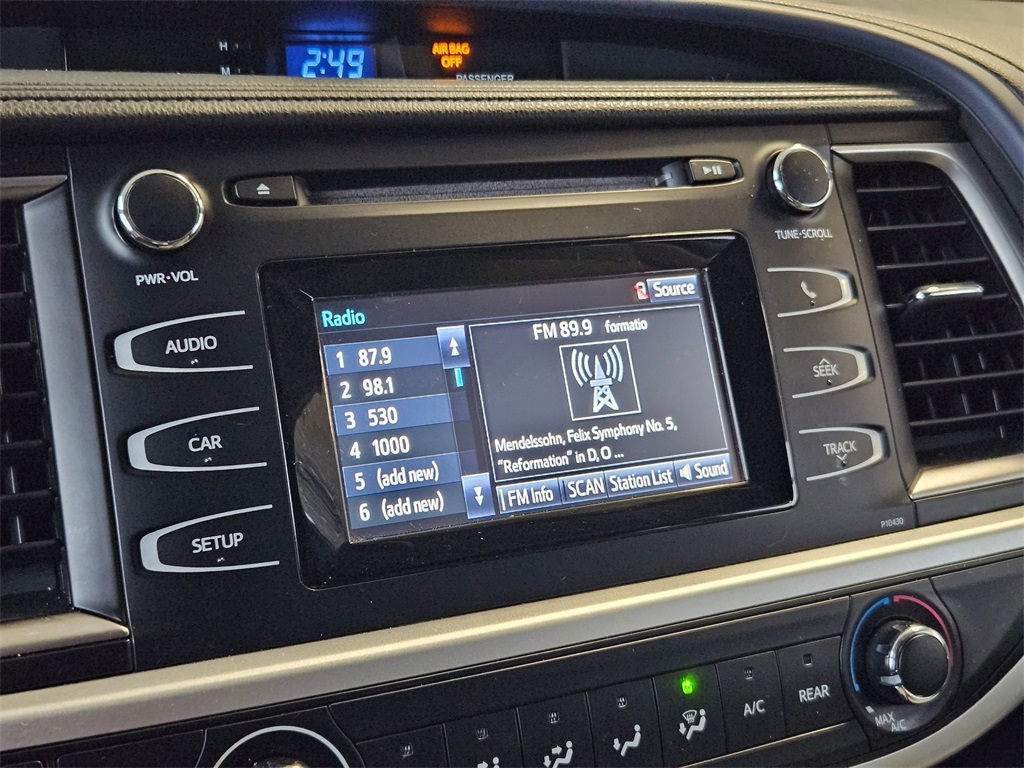 H
M
2:49
AIR BAG
OFF
PASSENGER
PWR•VOL
TUNE•SCROLL
AUDIO
CAR
SETUP
Radio
Source
1 87.9
2 98.1
3 530
4 1000
5 (add new)
6 (add new)
FM 89.9 formatio
Mendelssohn, Felix Symphony No. 5,
"Reformation" in D, O ...
FM Info
SCAN
Station List
Sound
SEEK
TRACK
P10430
A/C
REAR
MAX
A/C